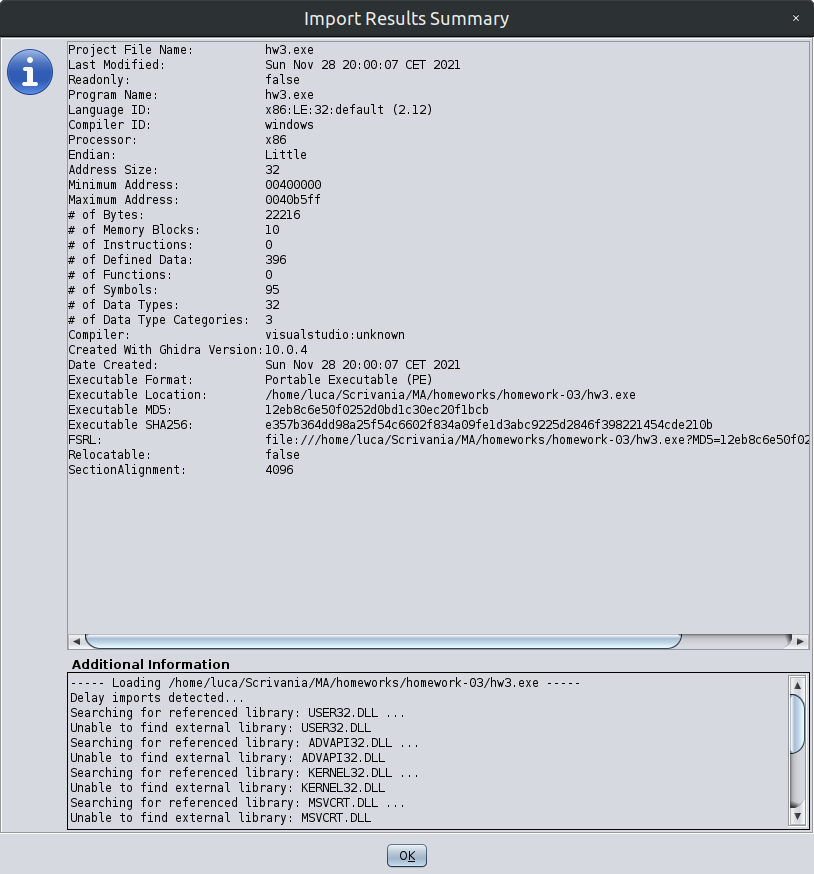 Import Results Summary
×
Project File Name: hw3.exe
Last Modified: Sun Nov 28 20:00:07 CET 2021
Readonly: false
Program Name: hw3.exe
Language ID: x86:LE:32:default (2.12)
Compiler ID: windows
Processor: x86
Endian: Little
Address Size: 32
Minimum Address: 00400000
Maximum Address: 0040b5ff
# of Bytes: 22216
# of Memory Blocks: 10
# of Instructions: 0
# of Defined Data: 396
# of Functions: 0
# of Symbols: 95
# of Data Types: 32
# of Data Type Categories: 3
Compiler: visualstudio:unknown
Created With Ghidra Version: 10.0.4
Date Created: Sun Nov 28 20:00:07 CET 2021
Executable Format: Portable Executable (PE)
Executable Location: /home/luca/Scrivania/MA/homeworks/homework-03/hw3.exe
Executable MD5: 12eb8c6e50f0252d0bd1c30ec20f1bcb
Executable SHA256: e357b364dd98a25f54c6602f834a09fe1d3abc9225d2846f398221454cde210b
FSRL: file:///home/luca/Scrivania/MA/homeworks/homework-03/hw3.exe?MD5=12eb8c6e50f02
Relocatable: false
SectionAlignment: 4096
Additional Information
----- Loading /home/luca/Scrivania/MA/homeworks/homework-03/hw3.exe -----
Delay imports detected...
Searching for referenced library: USER32.DLL ...
Unable to find external library: USER32.DLL
Searching for referenced library: ADVAPI32.DLL ...
Unable to find external library: ADVAPI32.DLL
Searching for referenced library: KERNEL32.DLL ...
Unable to find external library: KERNEL32.DLL
Searching for referenced library: MSVCRT.DLL ...
Unable to find external library: MSVCRT.DLL
OK